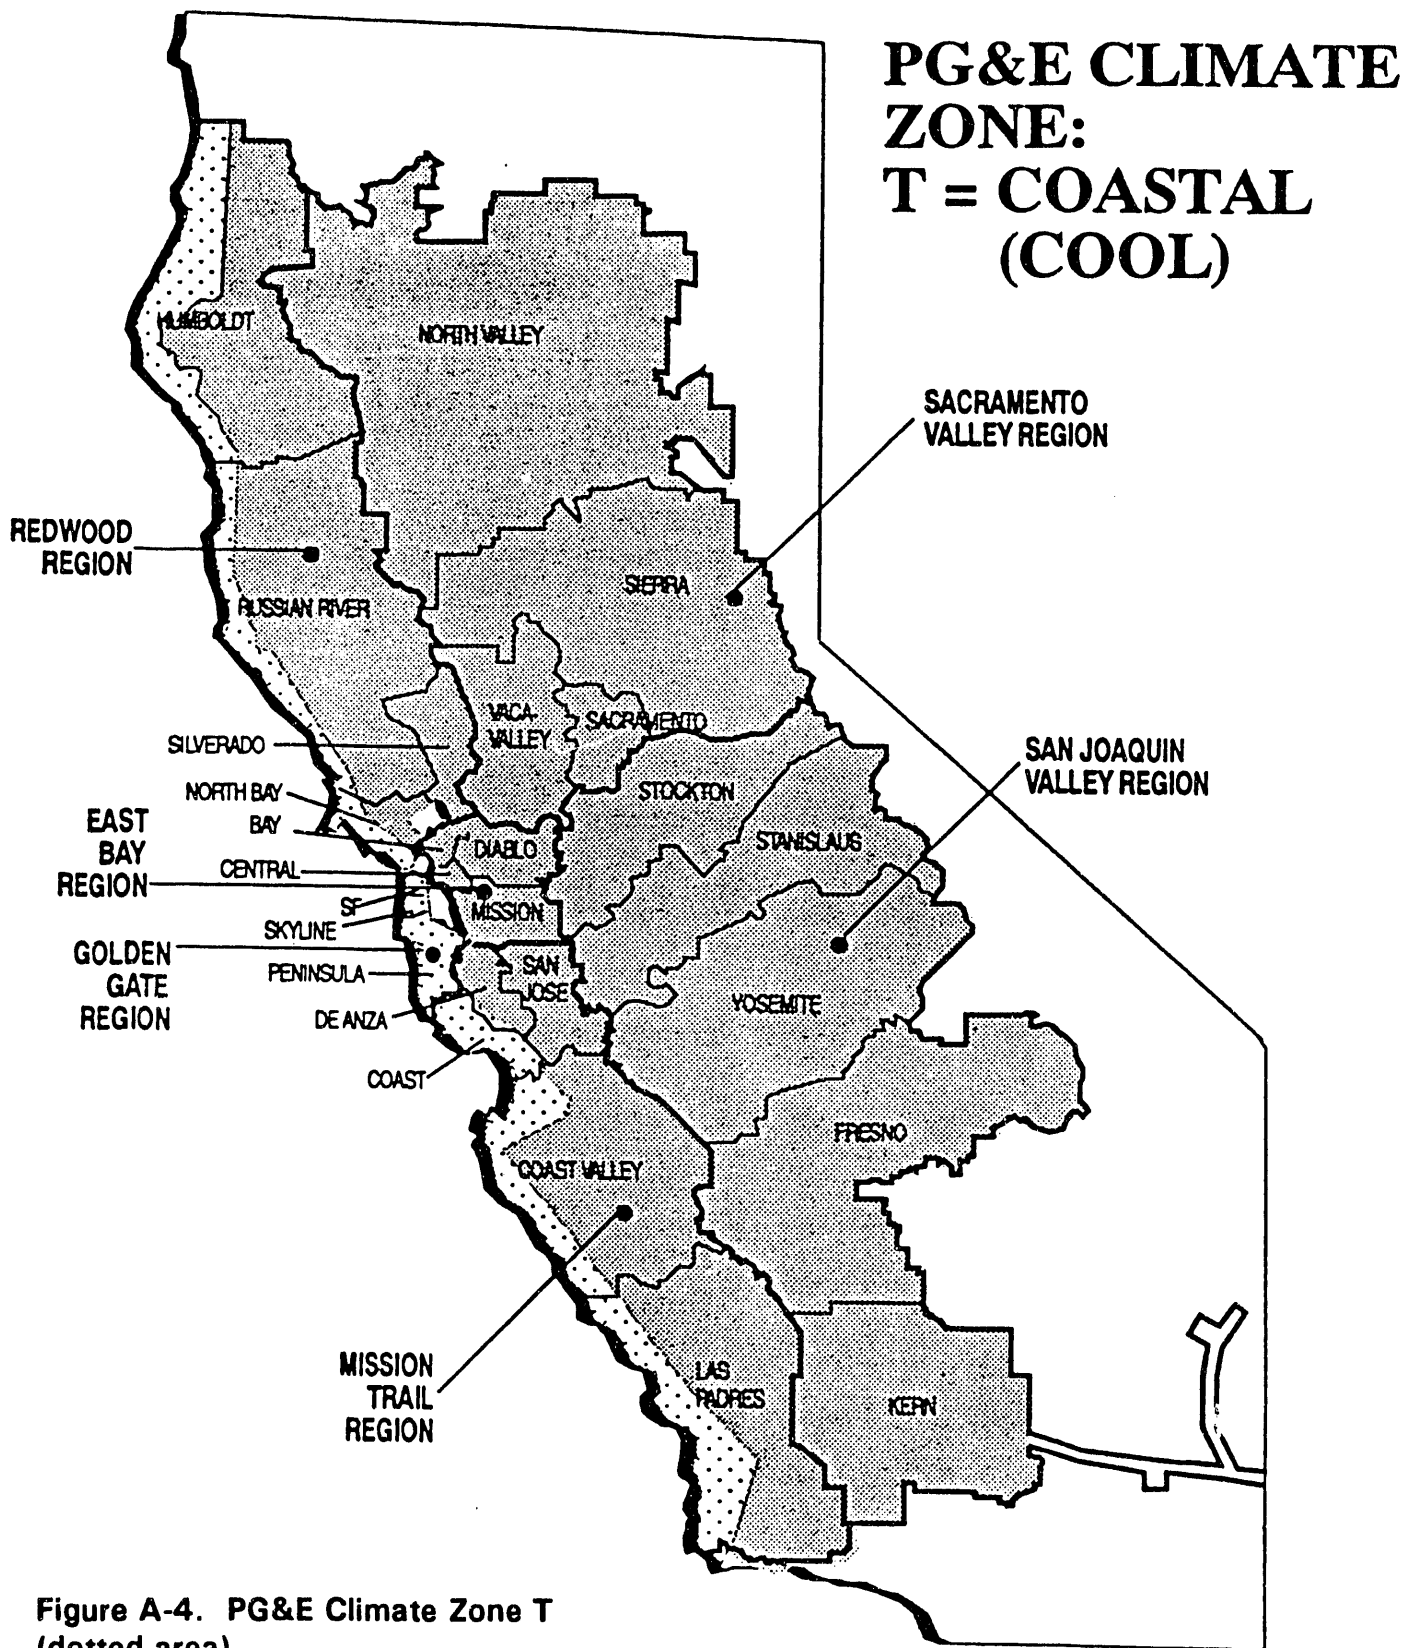 PG&E CLIMATE
ZONE:
T = COASTAL
(COOL)
HUMBOLDT
NORTH VALLEY
SACRAMENTO
VALLEY REGION
REDWOOD
REGION
SIERRA
RUSSIAN RIVER
VACA-
VALLEY
SACRAMENTO
SILVERADO
SAN JOAQUIN
VALLEY REGION
STOCKTON
NORTH BAY
EAST
BAY
REGION
BAY
DIABLO
STANISLAUS
CENTRAL
SF
MISSION
SKYLINE
GOLDEN
GATE
REGION
PENINSULA
SAN
JOSE
YOSEMITE
DE ANZA
COAST
FRESNO
COAST VALLEY
MISSION
TRAIL
REGION
LAS
PADRES
KERN
Figure A-4. PG&E Climate Zone T
(dotted area)